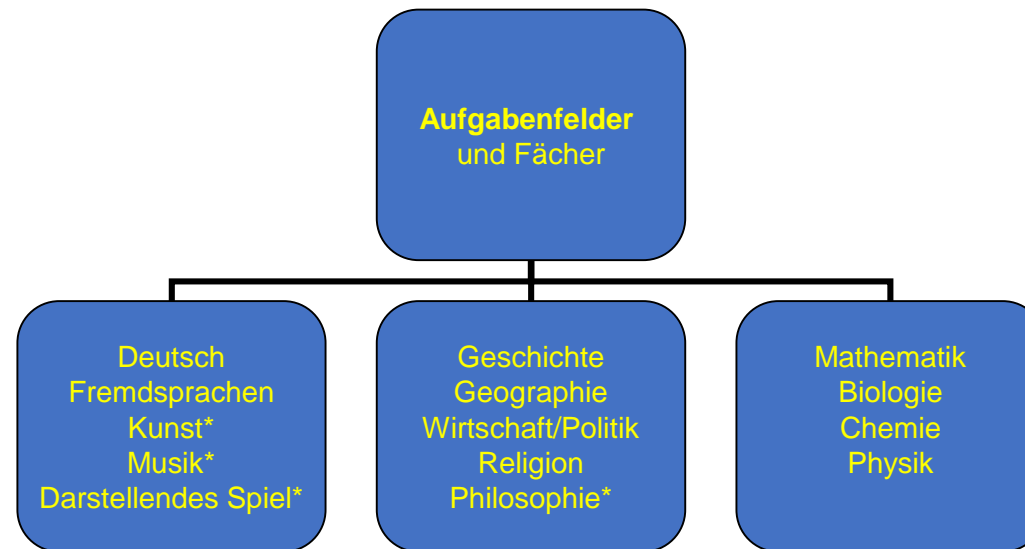 Aufgabenfelder
und Fächer
Deutsch
Fremdsprachen
Kunst*
Musik*
Darstellendes Spiel*
Geschichte
Geographie
Wirtschaft/Politik
Religion
Philosophie*
Mathematik
Biologie
Chemie
Physik